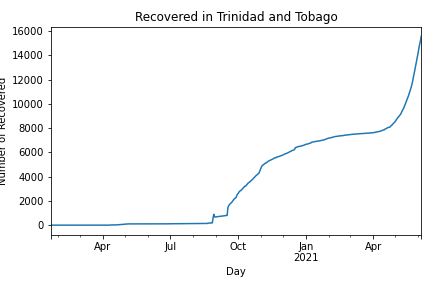 Recovered in Trinidad and Tobago
16000
14000
12000
10000
8000
6000
4000
2000
0
Number of Recovered
Apr Jul Oct Jan Apr
2021
Day